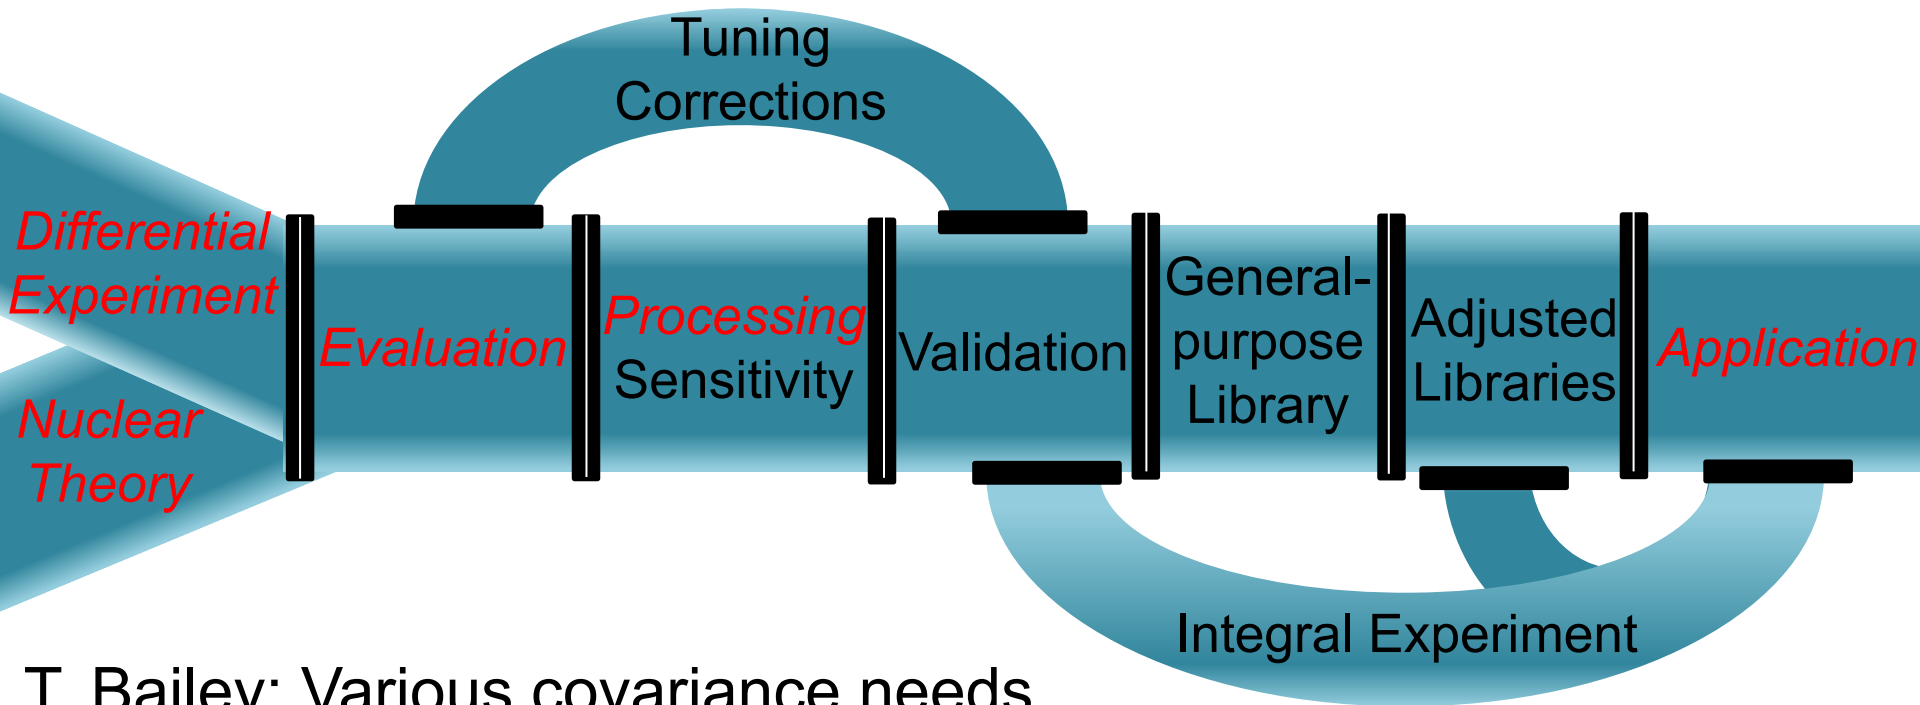 Tuning
Corrections
Differential
Experiment
Nuclear
Theory
Evaluation
Processing
Sensitivity
Validation
General-
purpose
Library
Adjusted
Libraries
Application
Integral Experiment
T. Bailey: Various covariance needs